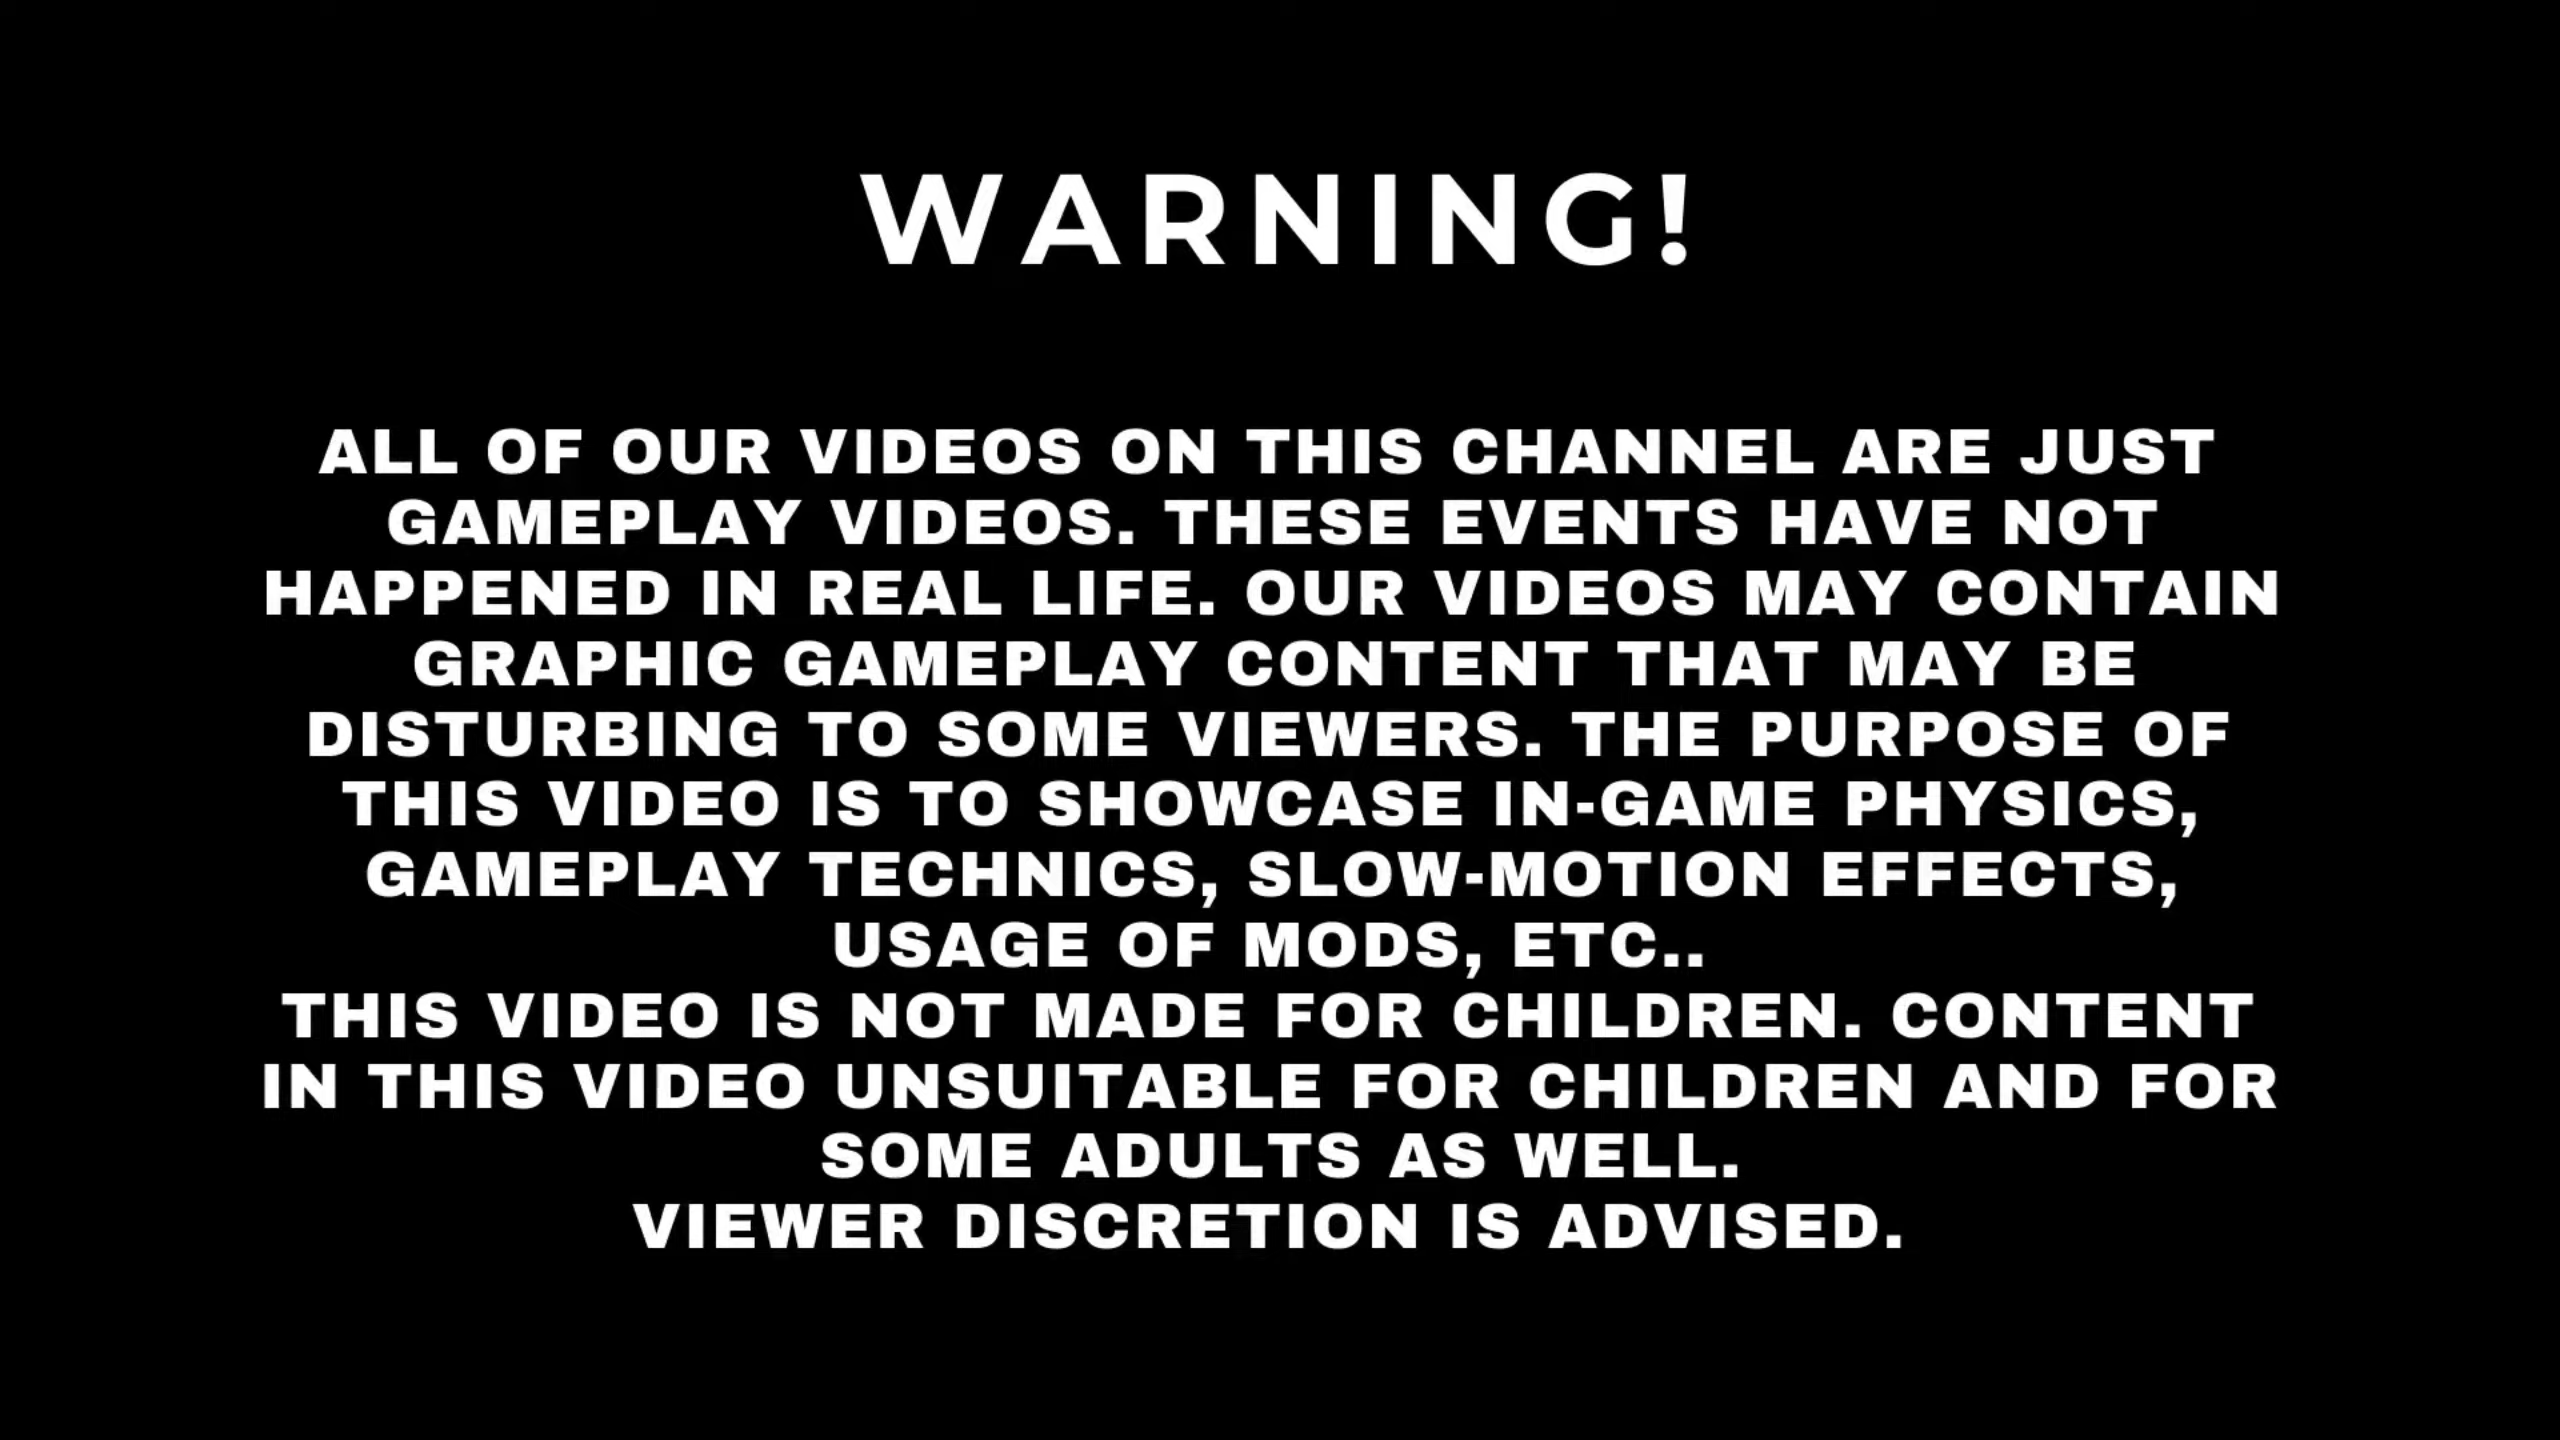 WARNING!
ALL OF OUR VIDEOS ON THIS CHANNEL ARE JUST
GAMEPLAY VIDEOS. THESE EVENTS HAVE NOT
HAPPENED IN REAL LIFE. OUR VIDEOS MAY CONTAIN
GRAPHIC GAMEPLAY CONTENT THAT MAY BE
DISTURBING TO SOME VIEWERS. THE PURPOSE OF
THIS VIDEO IS TO SHOWCASE IN-GAME PHYSICS,
GAMEPLAY TECHNICS, SLOW-MOTION EFFECTS,
USAGE OF MODS, ETC..
THIS VIDEO IS NOT MADE FOR CHILDREN. CONTENT
IN THIS VIDEO UNSUITABLE FOR CHILDREN AND FOR
SOME ADULTS AS WELL.
VIEWER DISCRETION IS ADVISED.